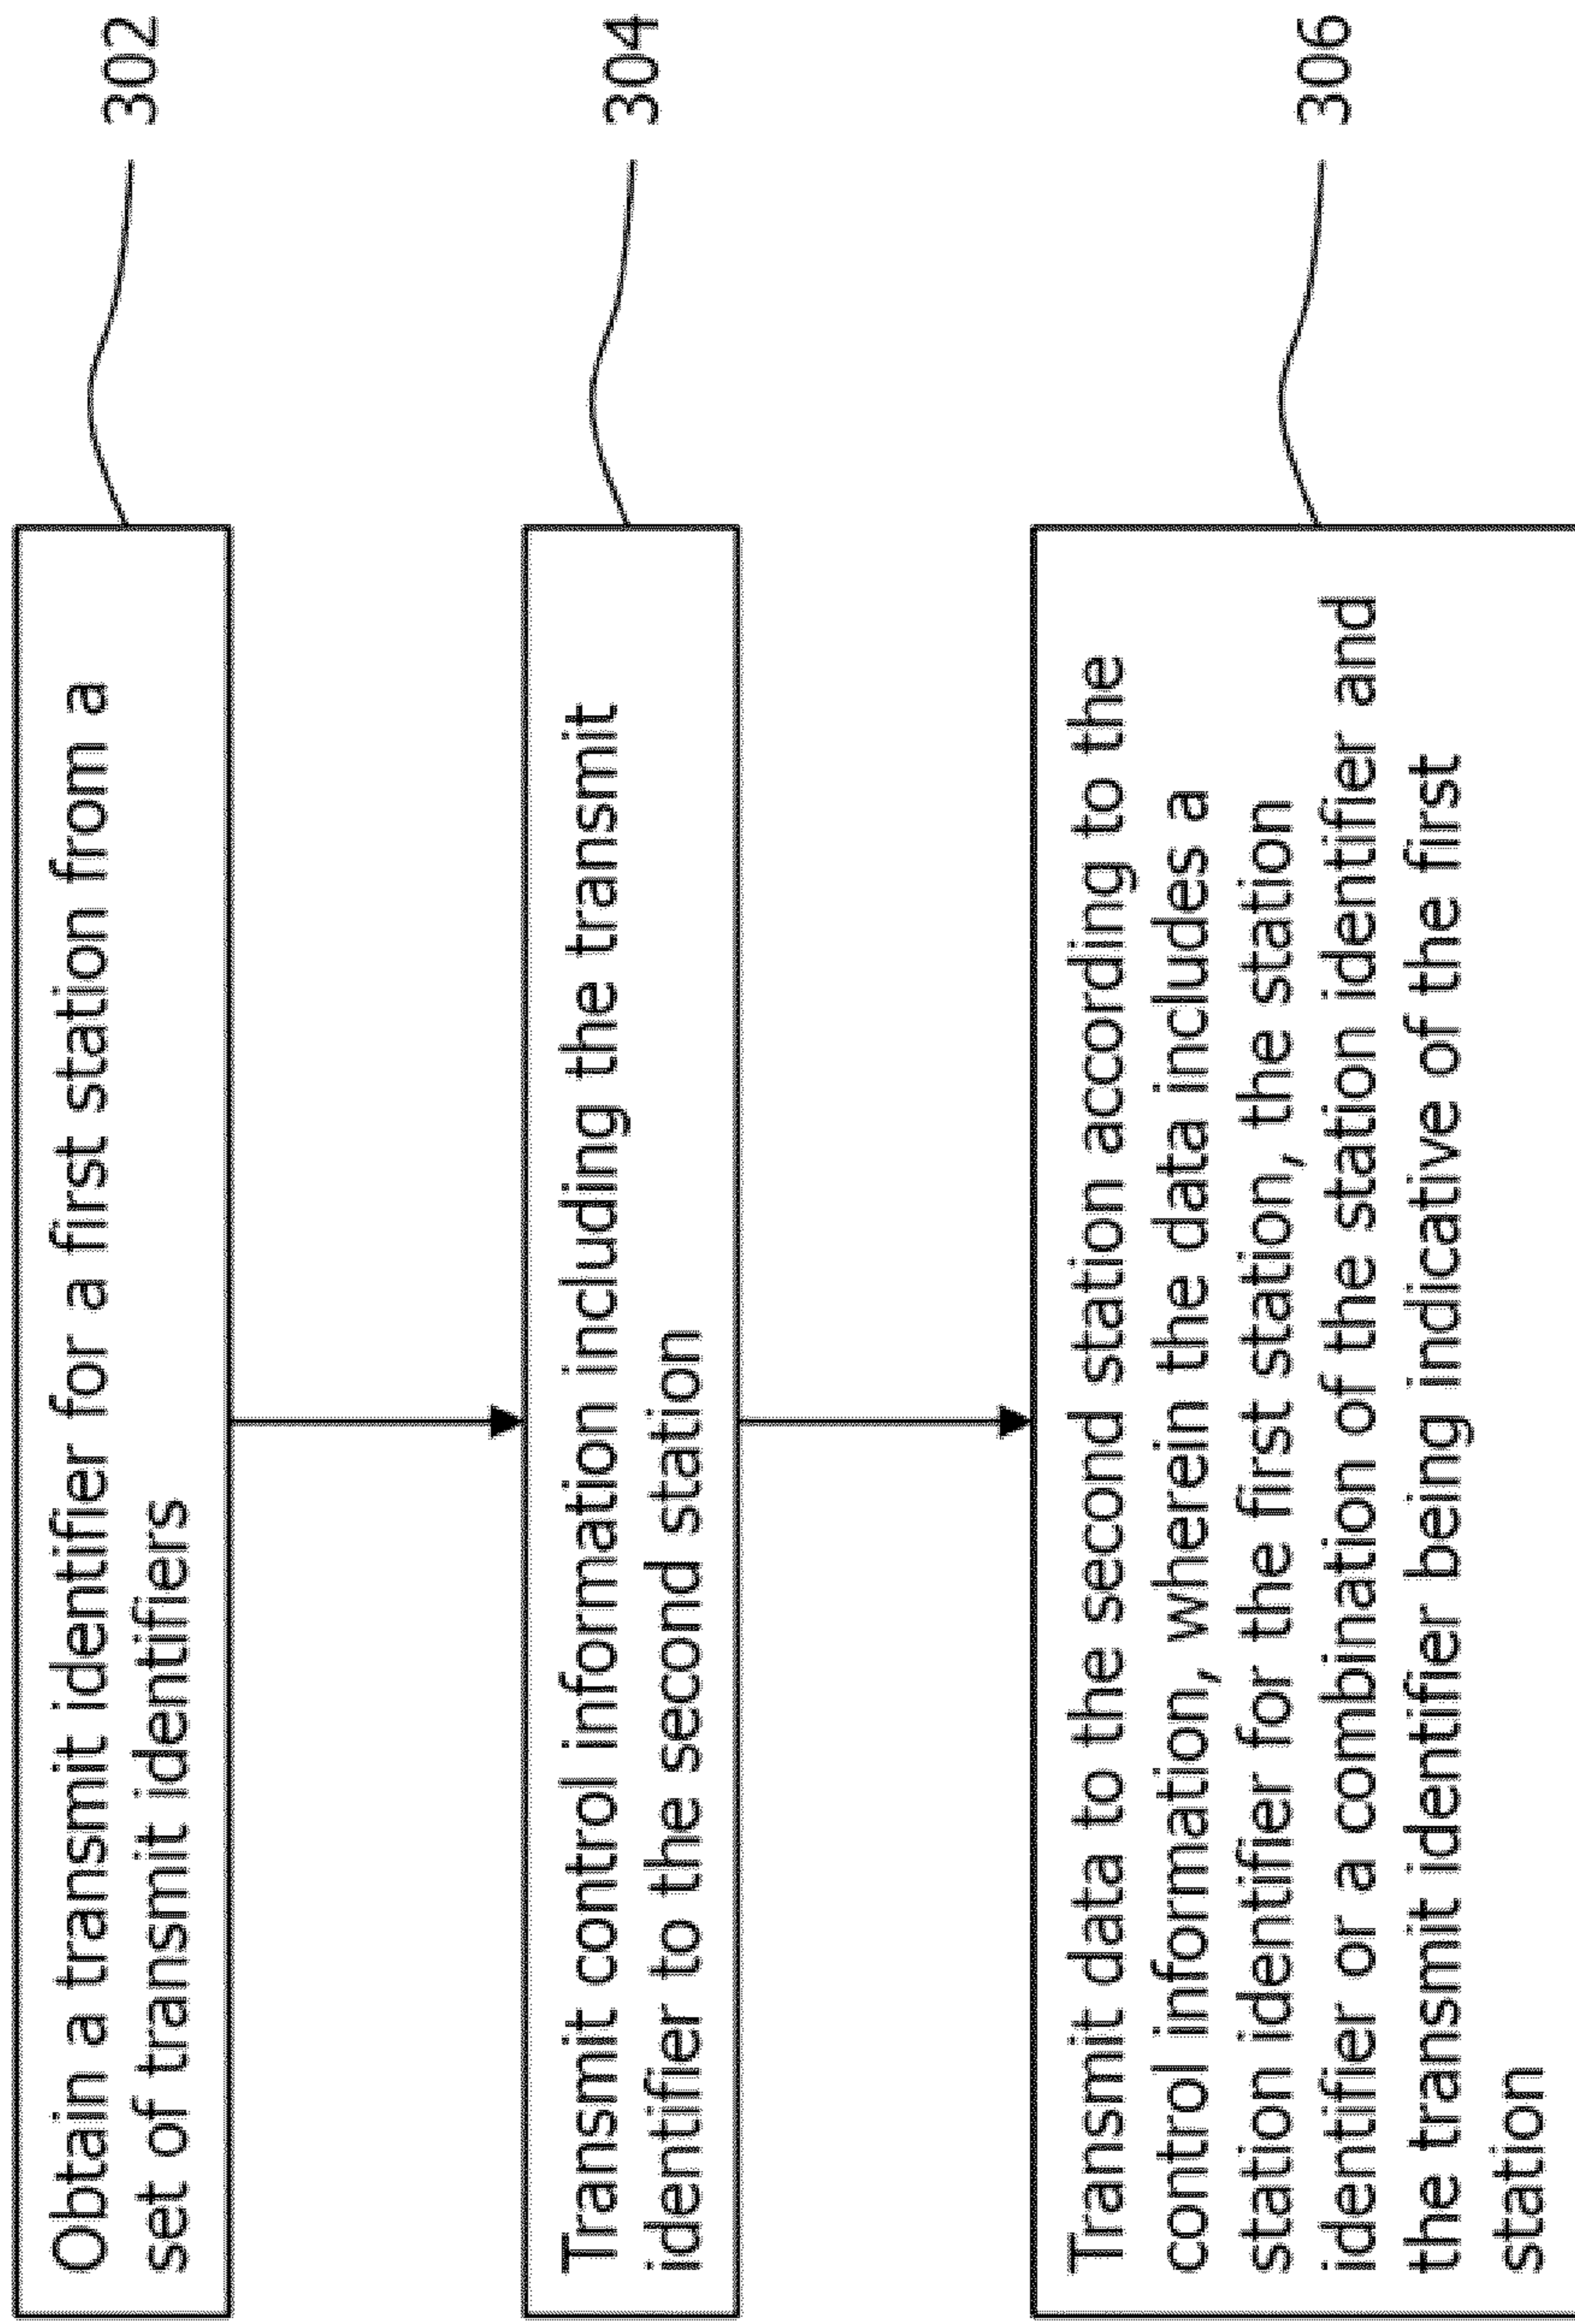 Obtain a transmit identifier for a first station from a
set of transmit identifiers
302
Transmit control information including the transmit
identifier to the second station
304
Transmit data to the second station according to the
control information, wherein the data includes a
station identifier for the first station, the station
identifier or a combination of the station identifier and
the transmit identifier being indicative of the first
station
306